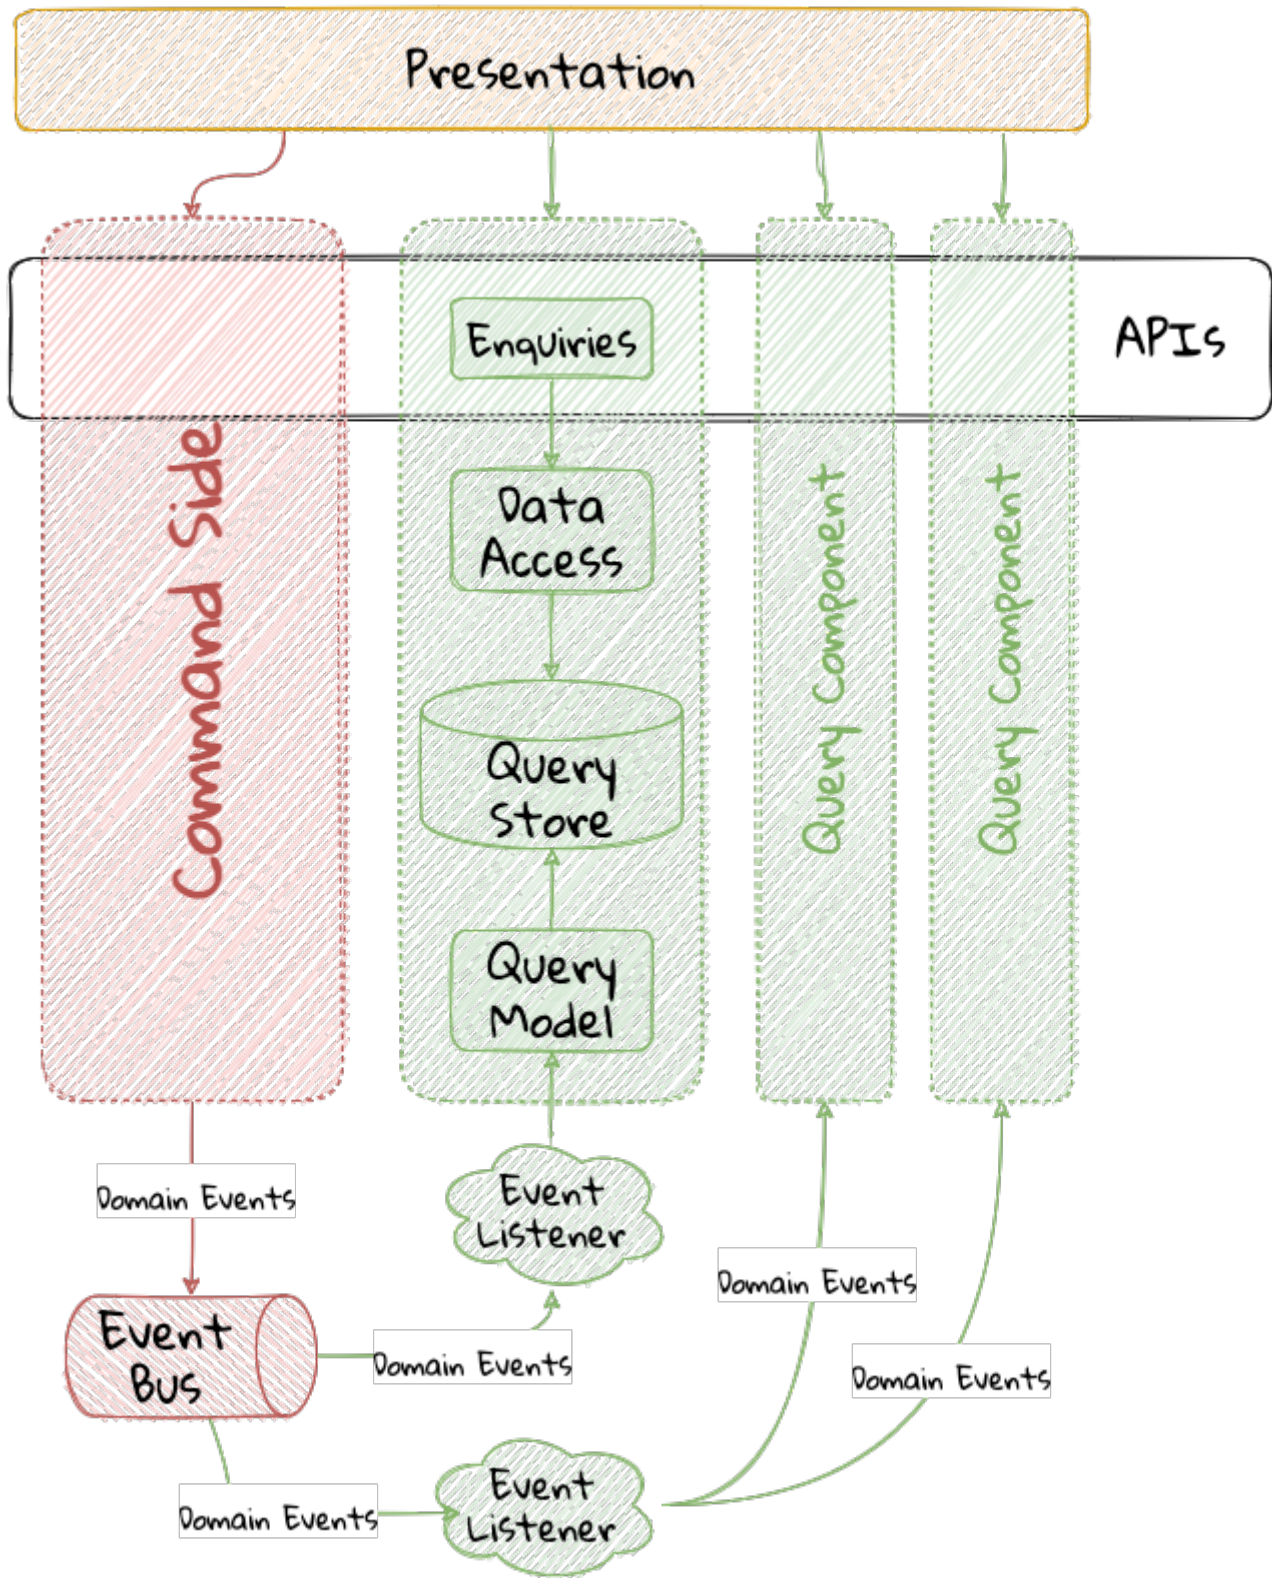 Presentation
APIs
Enquiries
Command Side
Data
Access
Query Component
Query Component
Query
Store
Query
Model
Domain Events
Event
Listener
Domain Events
Event
Bus
Domain Events
Domain Events
Domain Events
Event
Listener